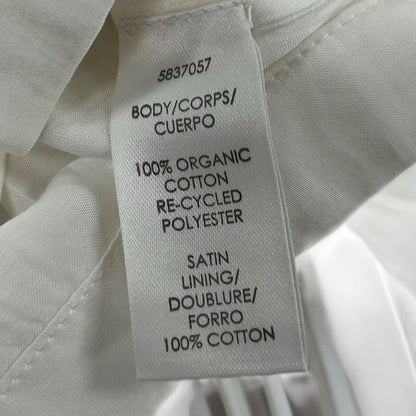 5837057
BODY/CORPS/
CUERPO
100% ORGANIC
COTTON
RE-CYCLED
POLYESTER
SATIN
LINING/
DOUBLURE/
FORRO
100% COTTON